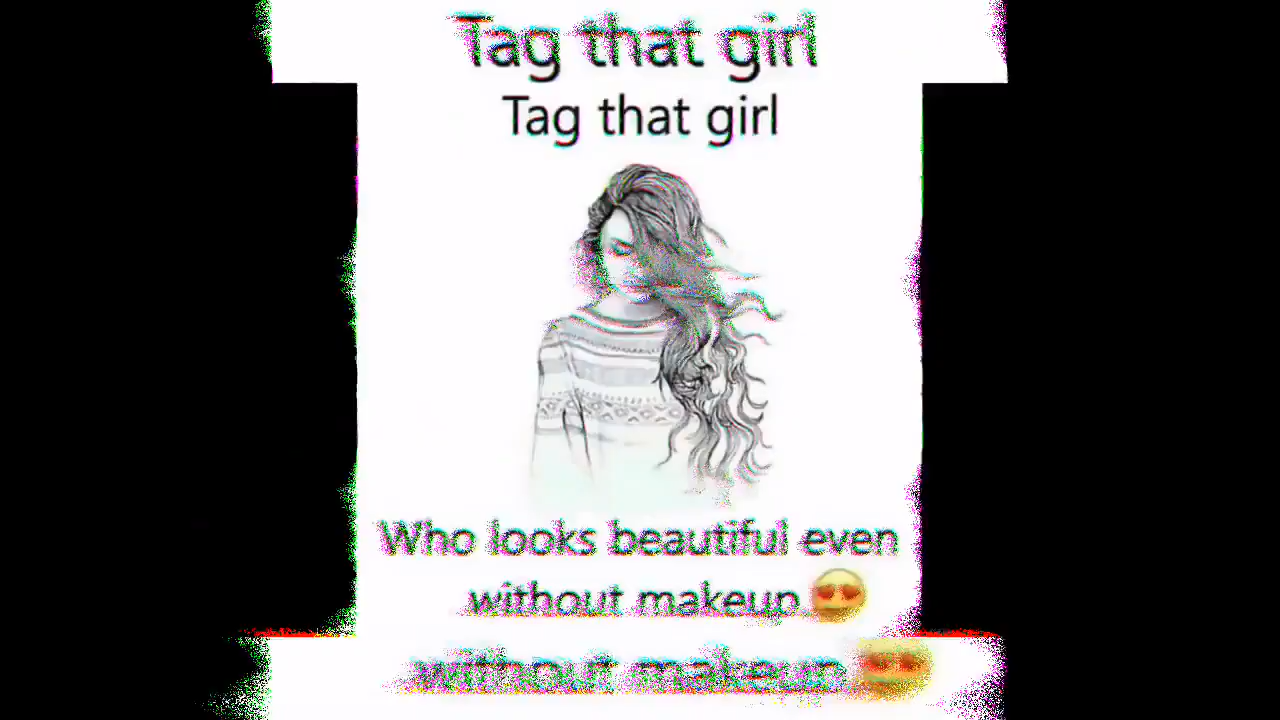 Tag that girl
Tag that girl
Who looks beautiful even
without makeup 😍
without makeup 😍